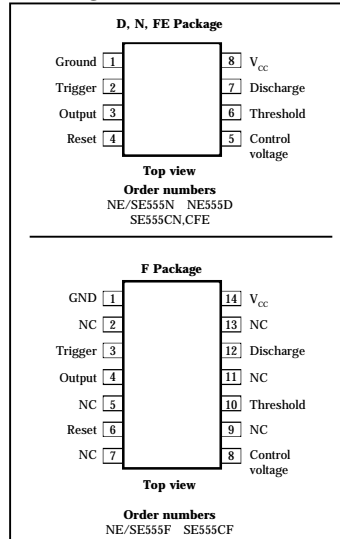 D, N, FE Package
Ground 1 8 VCC
Trigger 2 7 Discharge
Output 3 6 Threshold
Reset 4 5 Control
voltage
Top view
Order numbers
NE/SE555N NE555D
SE555CN,CFE
F Package
GND 1 14 VCC
NC 2 13 NC
Trigger 3 12 Discharge
Output 4 11 NC
NC 5 10 Threshold
Reset 6 9 NC
NC 7 8 Control
voltage
Top view
Order numbers
NE/SE555F SE555CF